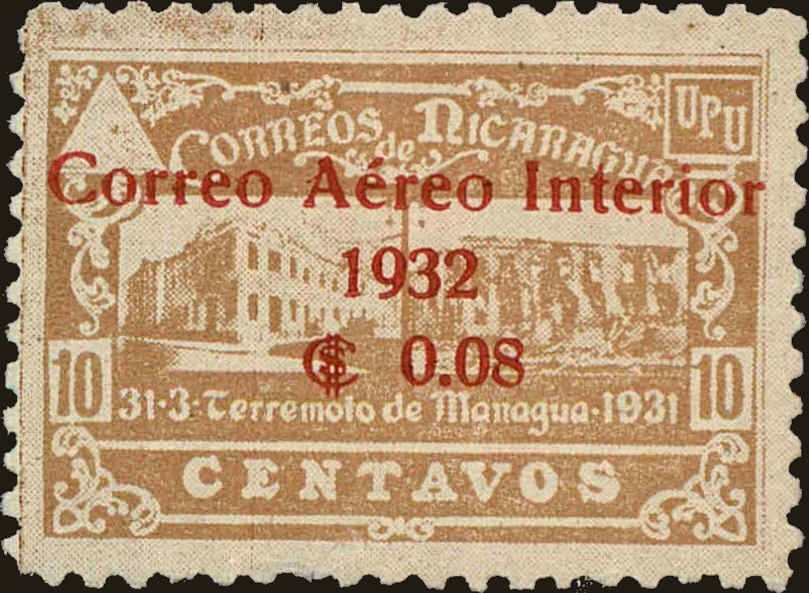 CORREOS de NICARAGUA
UPU
Correo Aéreo Interior
1932
₡$ 0.08
10
10
31·3·Terremoto de Managua·1931
CENTAVOS